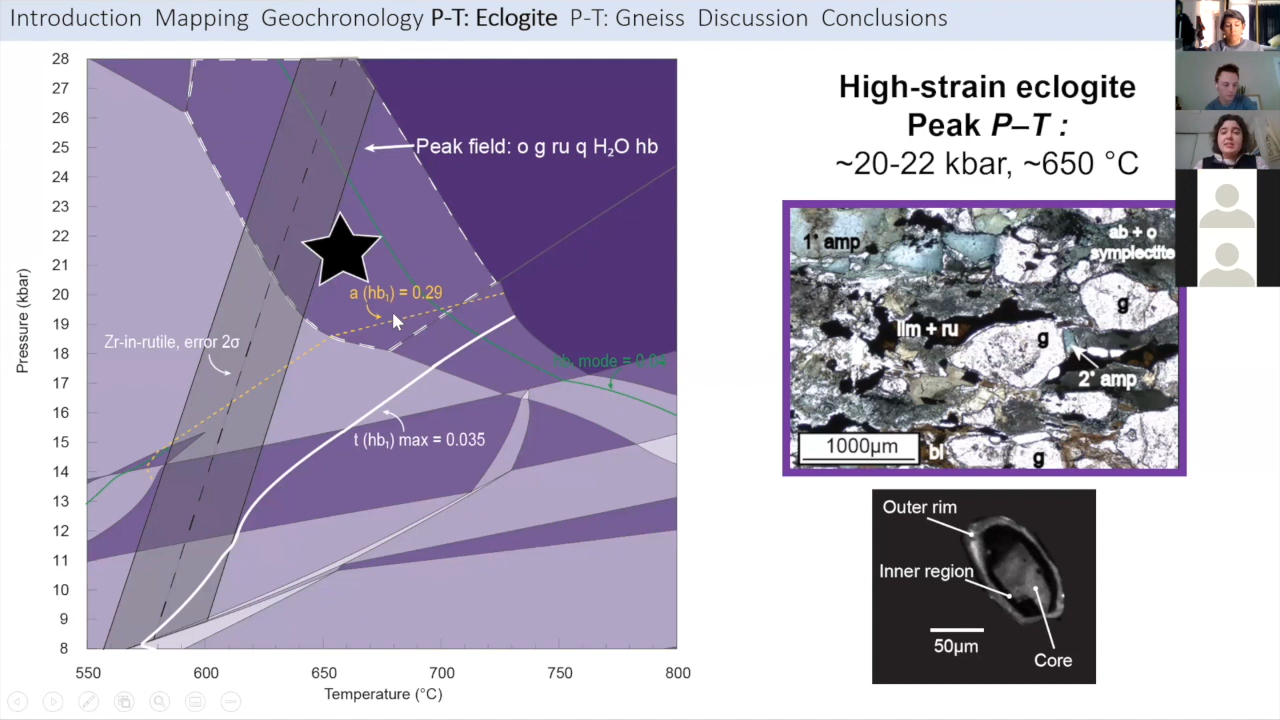 Introduction Mapping Geochronology P-T: Eclogite P-T: Gneiss Discussion Conclusions
High-strain eclogite
Peak P–T :
~20-22 kbar, ~650 °C
Pressure (kbar)
28
27
26
25
24
23
22
21
20
19
18
17
16
15
14
13
12
11
10
9
8
Peak field: o g ru q H₂O hb
a (hb₁) = 0.29
Zr-in-rutile, error 2σ
mode = 0.04
t (hb₁) max = 0.035
550 600 650 700 750 800
Temperature (°C)
1° amp
ab + o
symplectite
g
Ilm + ru
g
2° amp
1000µm
bi
g
Outer rim
Inner region
50µm
Core